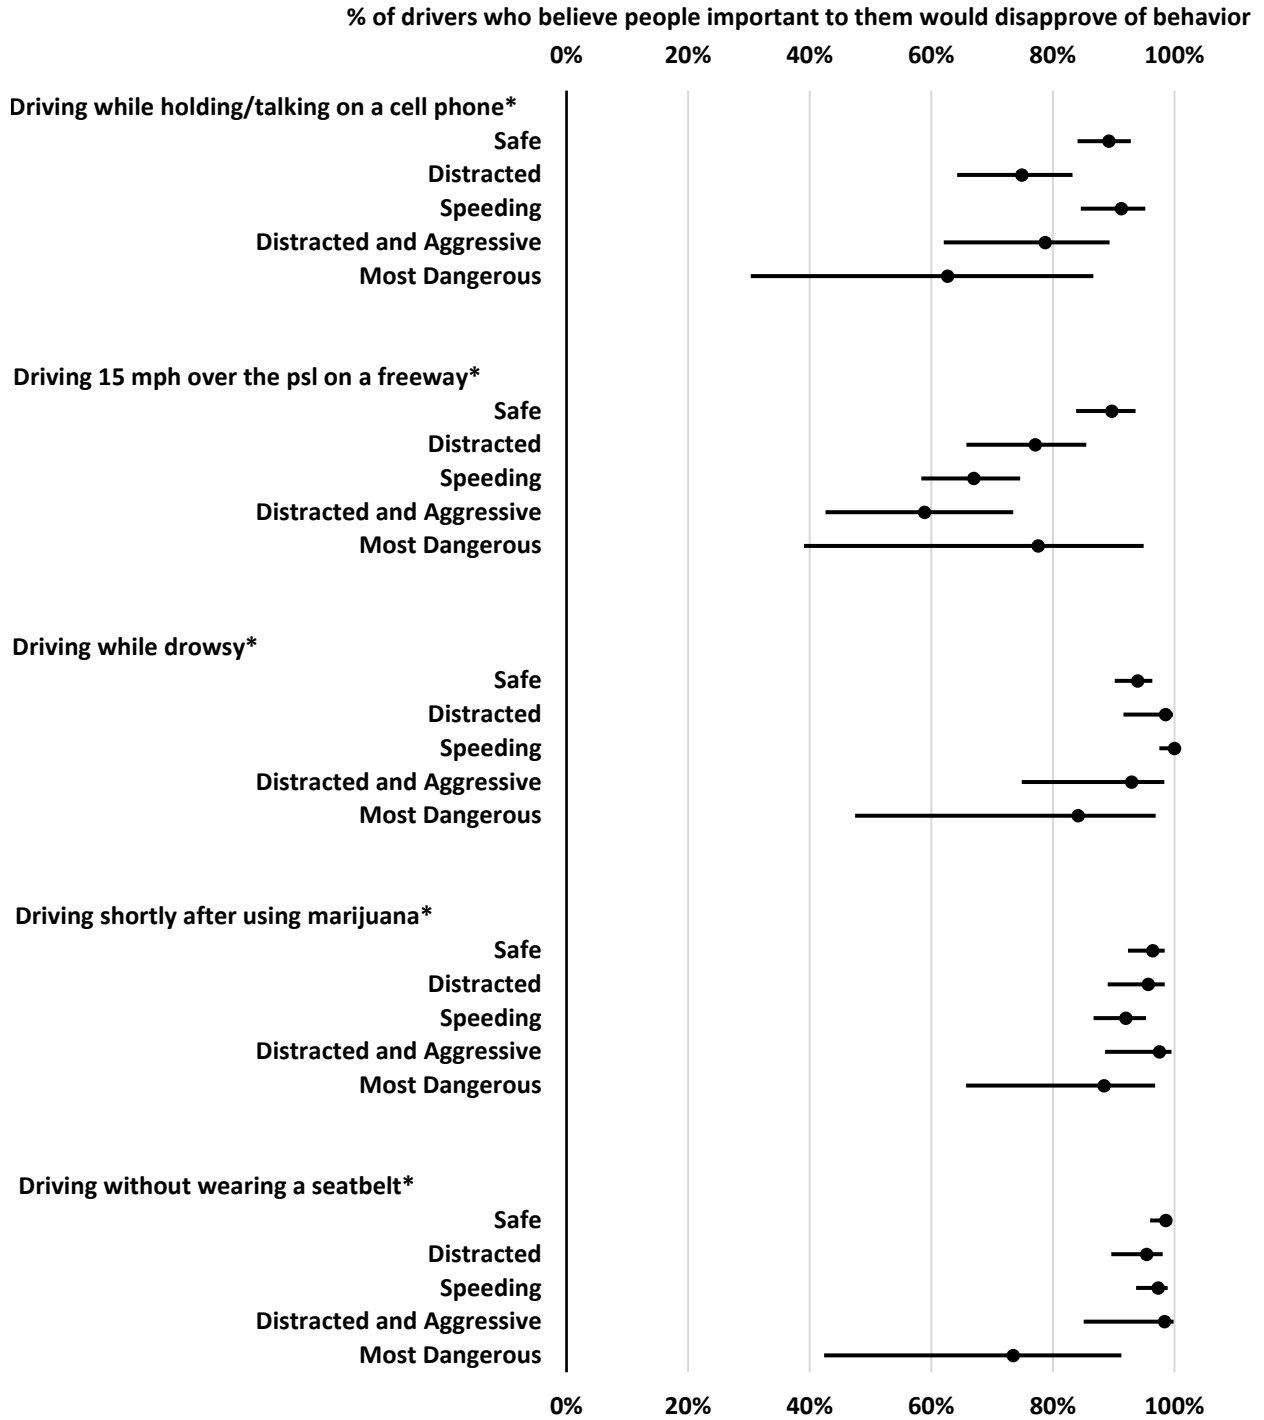 % of drivers who believe people important to them would disapprove of behavior
0% 20% 40% 60% 80% 100%
Driving while holding/talking on a cell phone*
Safe
Distracted
Speeding
Distracted and Aggressive
Most Dangerous
Driving 15 mph over the psl on a freeway*
Safe
Distracted
Speeding
Distracted and Aggressive
Most Dangerous
Driving while drowsy*
Safe
Distracted
Speeding
Distracted and Aggressive
Most Dangerous
Driving shortly after using marijuana*
Safe
Distracted
Speeding
Distracted and Aggressive
Most Dangerous
Driving without wearing a seatbelt*
Safe
Distracted
Speeding
Distracted and Aggressive
Most Dangerous
0% 20% 40% 60% 80% 100%